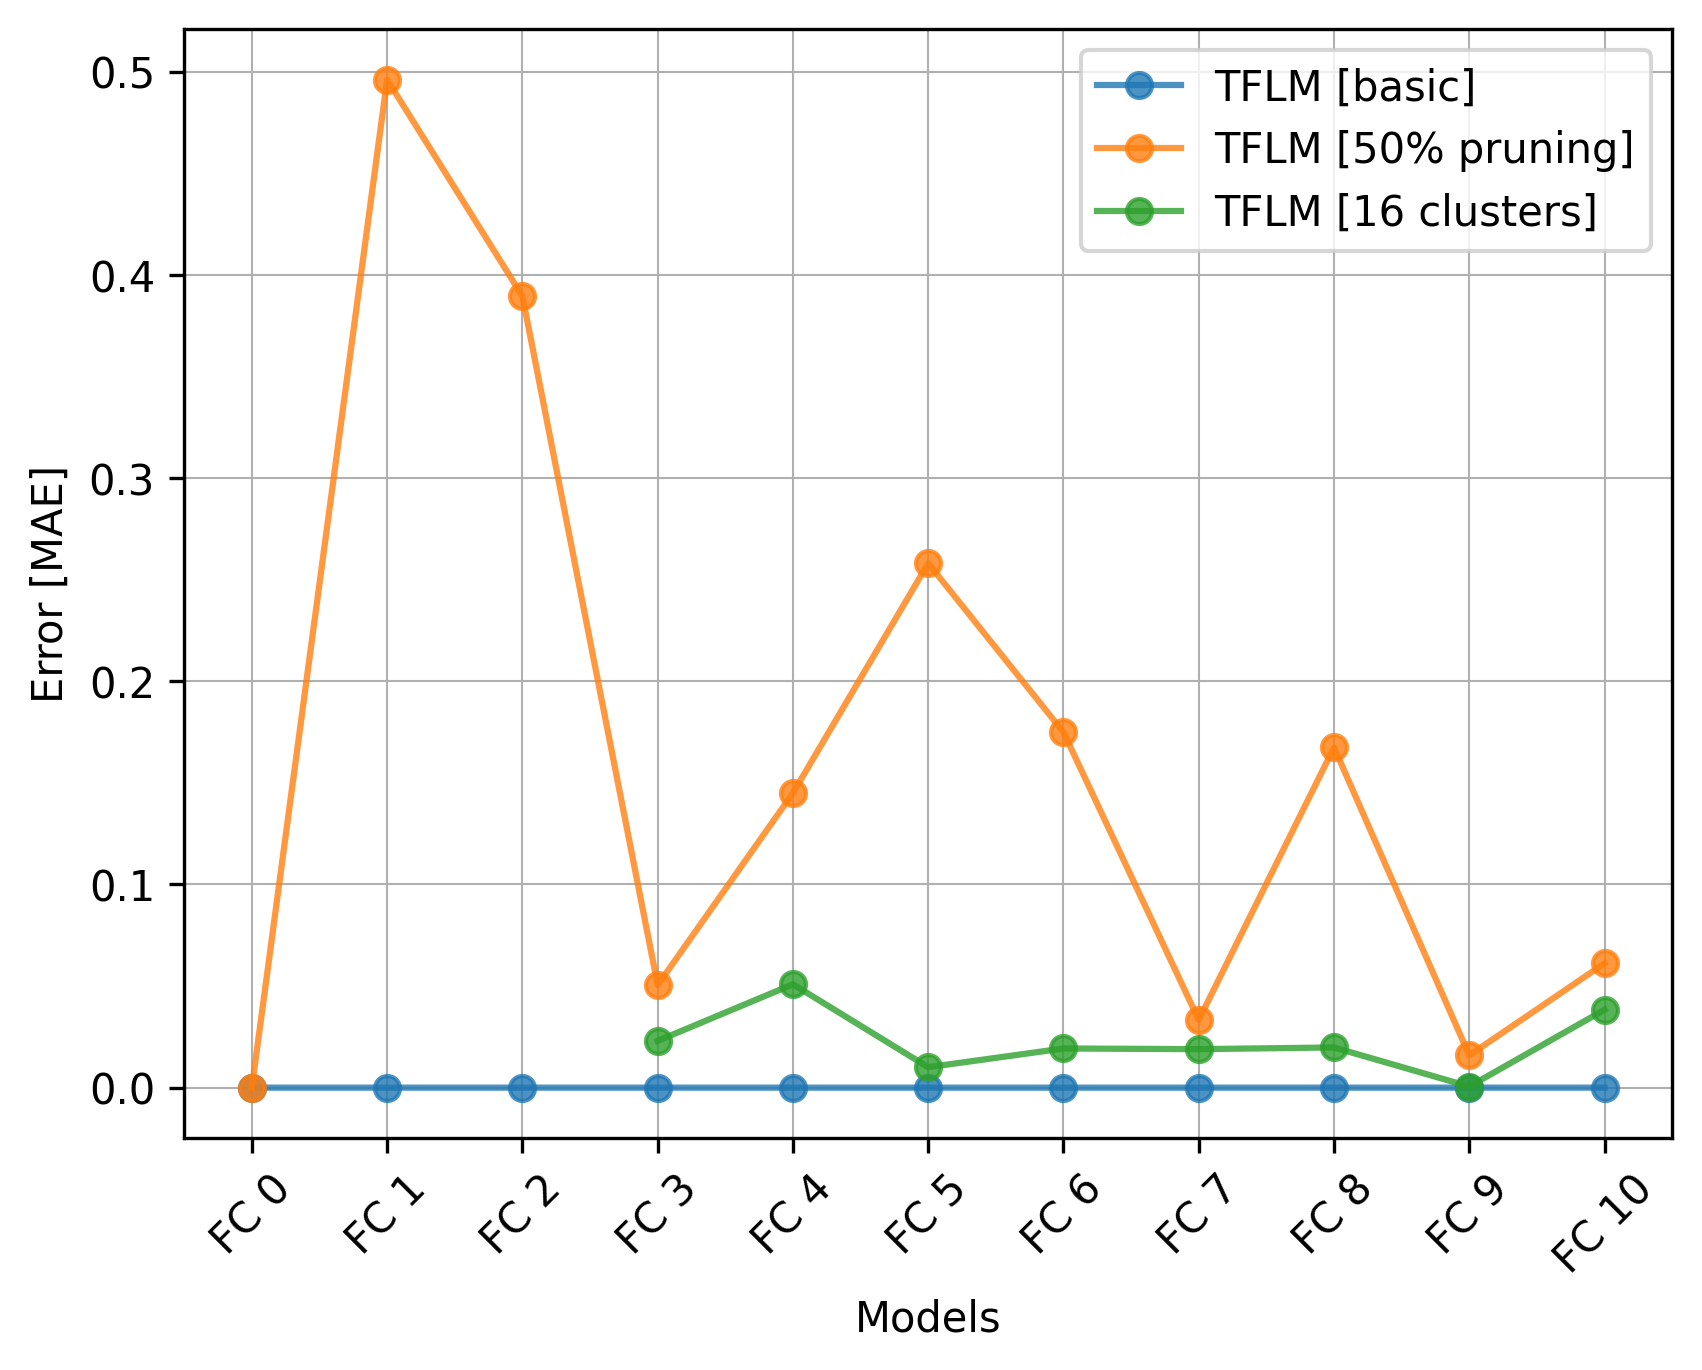 TFLM [basic]
TFLM [50% pruning]
TFLM [16 clusters]
0.5
0.4
0.3
0.2
0.1
0.0
Error [MAE]
FC 0
FC 1
FC 2
FC 3
FC 4
FC 5
FC 6
FC 7
FC 8
FC 9
FC 10
Models